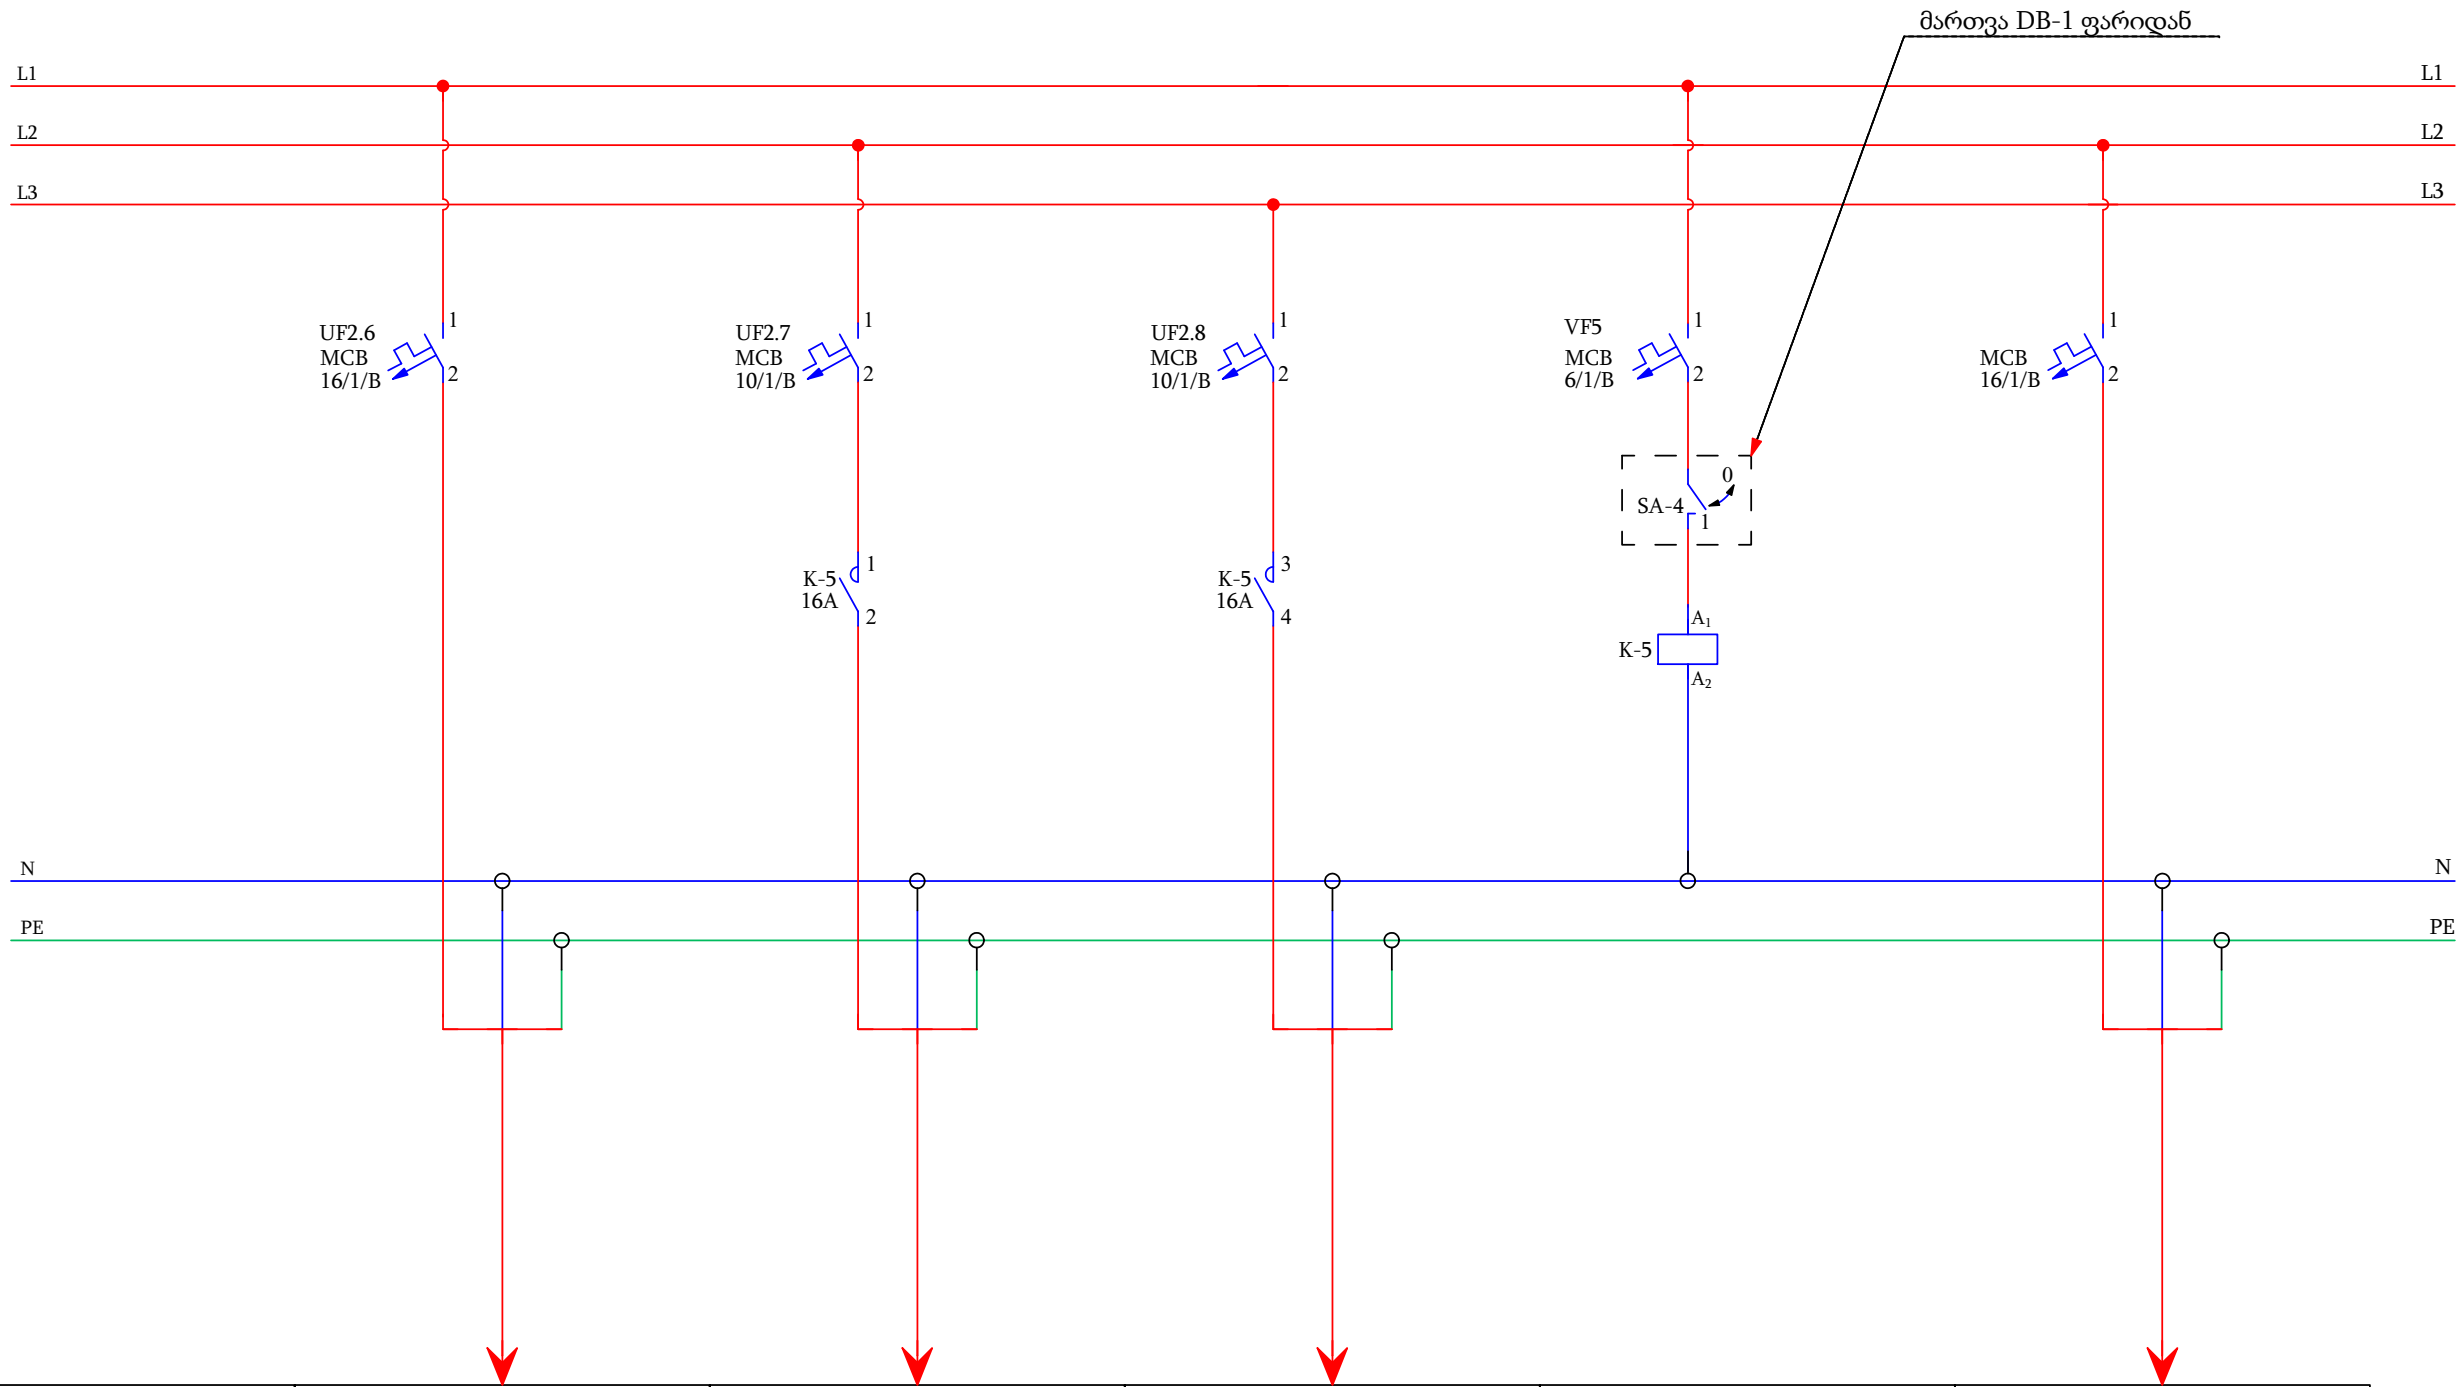 მართვა DB-1 ფარიდან
L1 L1
L2 L2
L3 L3
UF2.6
MCB
16/1/B
1
2
UF2.7
MCB
10/1/B
1
2
UF2.8
MCB
10/1/B
1
2
VF5
MCB
6/1/B
1
2
MCB
16/1/B
1
2
SA-4
0
1
K-5
16A
1
2
K-5
16A
3
4
K-5
A₁
A₂
N N
PE PE